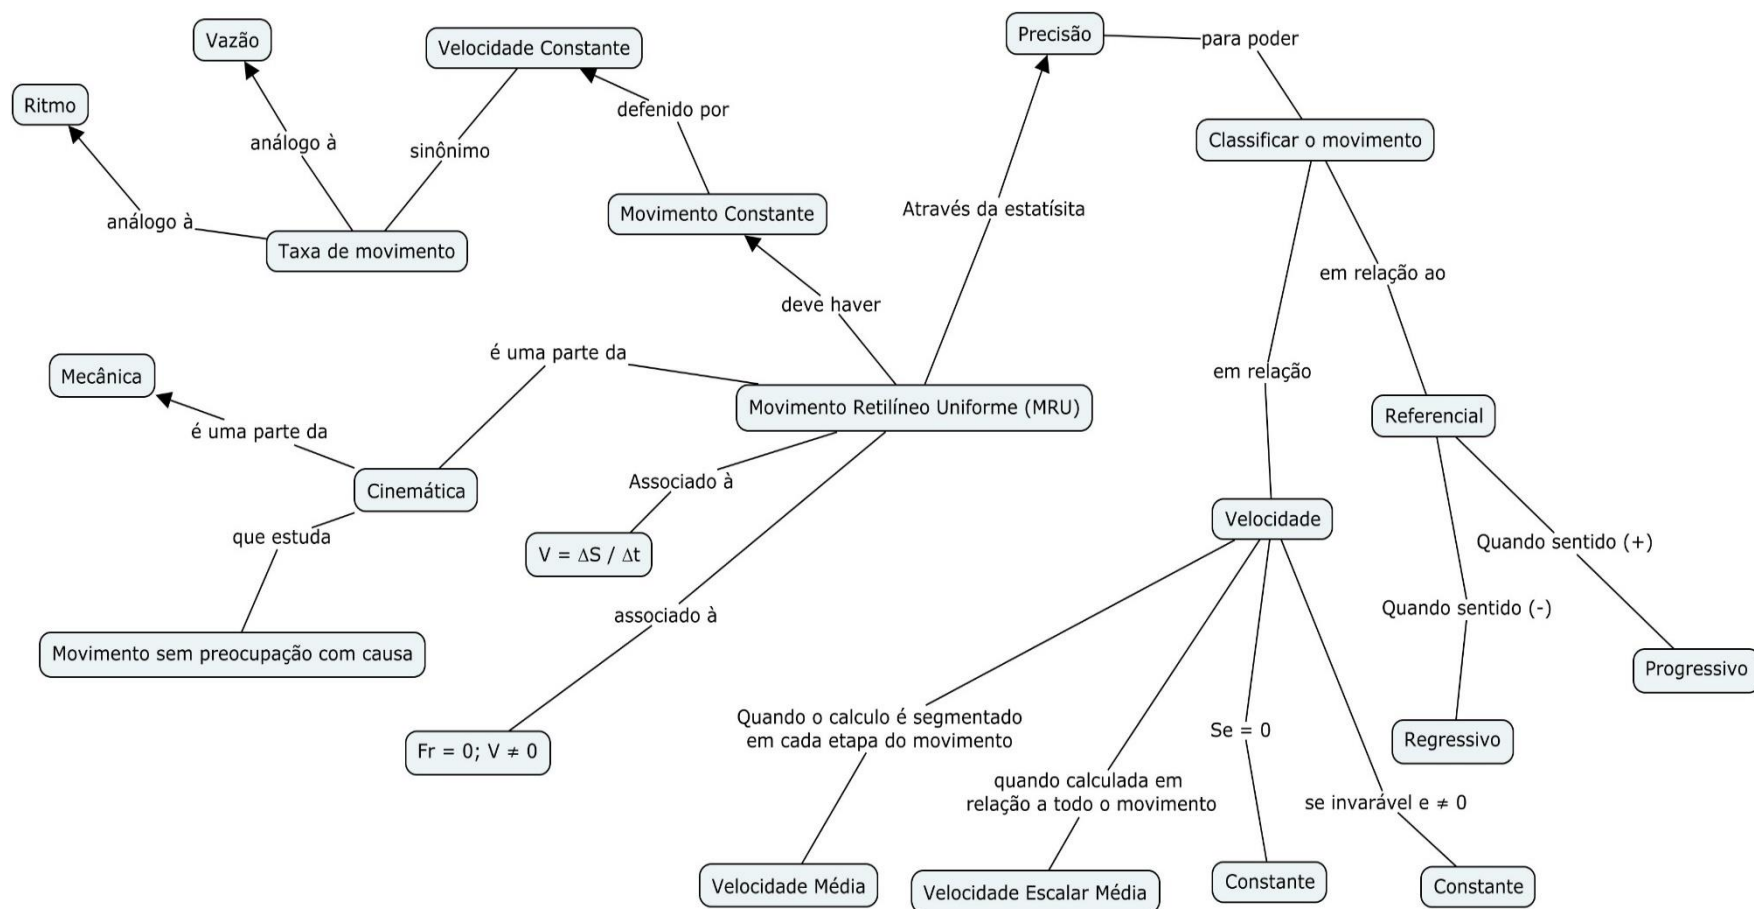 Vazão
Velocidade Constante
Precisão
para poder
Ritmo
defenido por
análogo à
sinônimo
Classificar o movimento
análogo à
Movimento Constante
Através da estatísita
Taxa de movimento
em relação ao
deve haver
é uma parte da
Mecânica
em relação
é uma parte da
Movimento Retilíneo Uniforme (MRU)
Referencial
Associado à
Cinemática
Velocidade
que estuda
V = ΔS / Δt
Quando sentido (+)
associado à
Quando sentido (-)
Movimento sem preocupação com causa
Progressivo
Quando o calculo é segmentado
em cada etapa do movimento
Se = 0
Regressivo
Fr = 0; V ≠ 0
quando calculada em
relação a todo o movimento
se invarável e ≠ 0
Velocidade Média
Velocidade Escalar Média
Constante
Constante